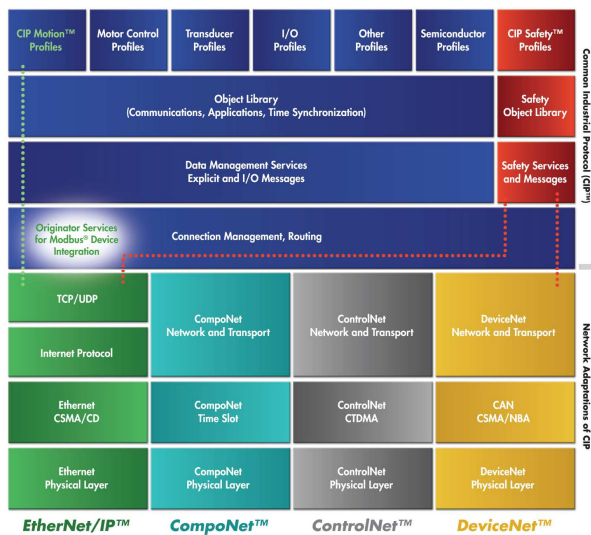 CIP Motion™
Profiles
Motor Control
Profiles
Transducer
Profiles
I/O
Profiles
Other
Profiles
Semiconductor
Profiles
CIP Safety™
Profiles
Object Library
(Communications, Applications, Time Synchronization)
Safety
Object Library
Data Management Services
Explicit and I/O Messages
Safety Services
and Messages
Originator Services
for Modbus® Device
Integration
Connection Management, Routing
Common Industrial Protocol (CIP™)
TCP/UDP
Internet Protocol
CompoNet
Network and Transport
ControlNet
Network and Transport
DeviceNet
Network and Transport
Ethernet
CSMA/CD
CompoNet
Time Slot
ControlNet
CTDMA
CAN
CSMA/NBA
Ethernet
Physical Layer
CompoNet
Physical Layer
ControlNet
Physical Layer
DeviceNet
Physical Layer
Network Adaptations of CIP
EtherNet/IP™
CompoNet™
ControlNet™
DeviceNet™